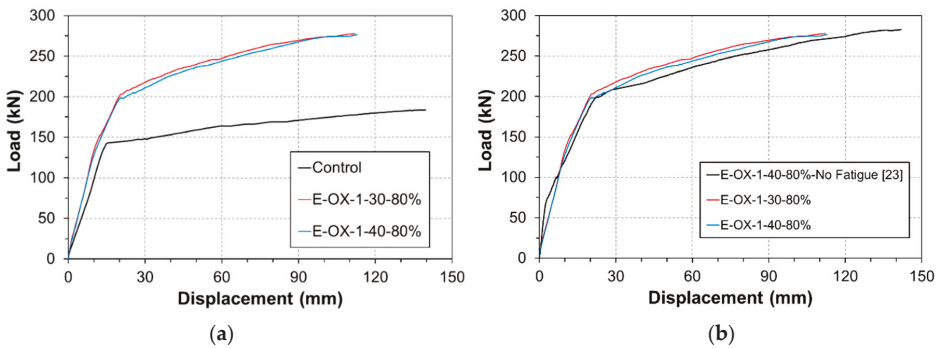 300
250
200
150
100
50
0
Load (kN)
0 30 60 90 120 150
Displacement (mm)
Control
E-OX-1-30-80%
E-OX-1-40-80%
(a)
300
250
200
150
100
50
0
Load (kN)
0 30 60 90 120 150
Displacement (mm)
E-OX-1-40-80%-No Fatigue [23]
E-OX-1-30-80%
E-OX-1-40-80%
(b)